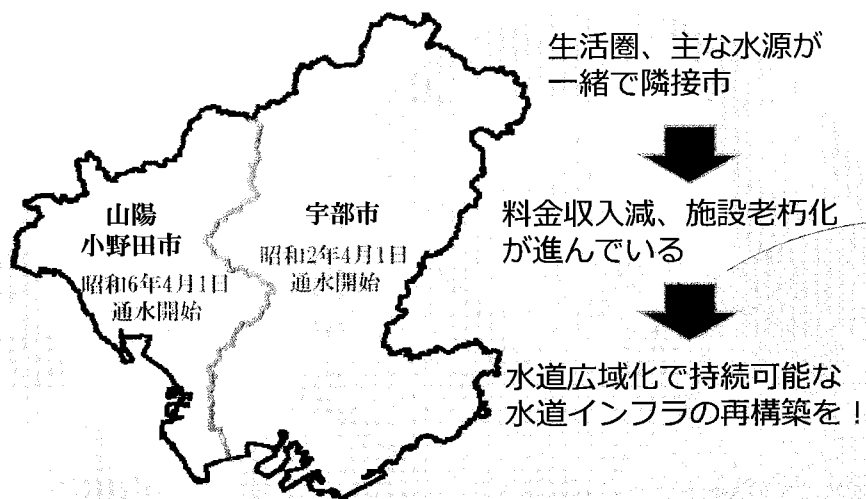 生活圏、主な水源が
一緒で隣接市
料金収入減、施設老朽化
が進んでいる
水道広域化で持続可能な
水道インフラの再構築を！
山陽
小野田市
昭和6年4月1日
通水開始
宇部市
昭和2年4月1日
通水開始